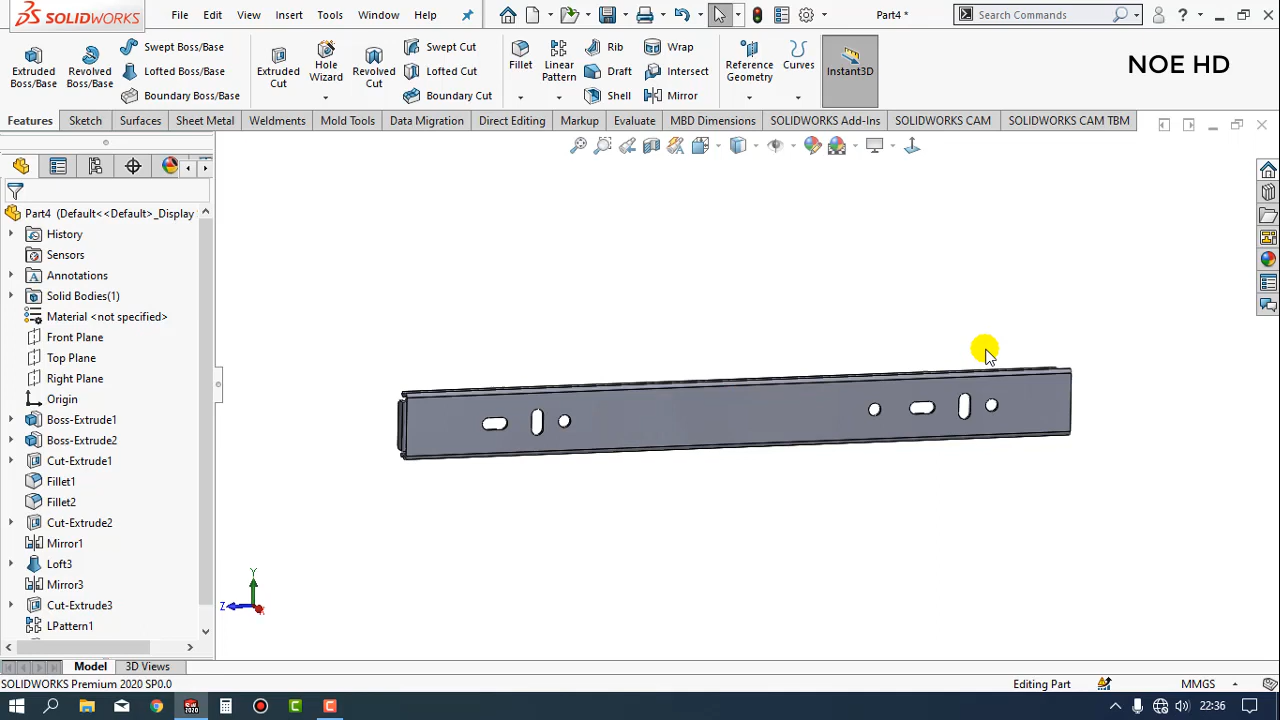 SOLIDWORKS File Edit View Insert Tools Window Help Part4 * Search Commands ?
Extruded Boss/Base
Revolved Boss/Base
Swept Boss/Base
Lofted Boss/Base
Boundary Boss/Base
Extruded Cut
Hole Wizard
Revolved Cut
Swept Cut
Lofted Cut
Boundary Cut
Fillet
Linear Pattern
Rib
Draft
Shell
Wrap
Intersect
Mirror
Reference Geometry
Curves
Instant3D
NOE HD
Features Sketch Surfaces Sheet Metal Weldments Mold Tools Data Migration Direct Editing Markup Evaluate MBD Dimensions SOLIDWORKS Add-Ins SOLIDWORKS CAM SOLIDWORKS CAM TBM
Part4 (Default<<Default>_Display
History
Sensors
Annotations
Solid Bodies(1)
Material <not specified>
Front Plane
Top Plane
Right Plane
Origin
Boss-Extrude1
Boss-Extrude2
Cut-Extrude1
Fillet1
Fillet2
Cut-Extrude2
Mirror1
Loft3
Mirror3
Cut-Extrude3
LPattern1
Y
Z
Model 3D Views
SOLIDWORKS Premium 2020 SP0.0 Editing Part MMGS
22:36